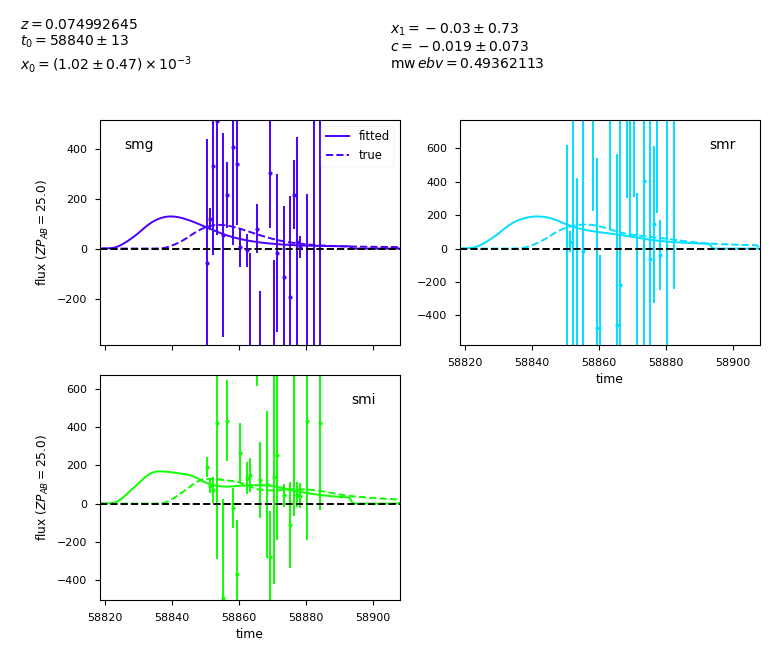 z = 0.074992645
t₀ = 58840 ± 13
x₀ = (1.02 ± 0.47) × 10⁻³
x₁ = −0.03 ± 0.73
c = −0.019 ± 0.073
mwebv = 0.49362113
smg
fitted
true
400
200
0
−200
flux (ZP_AB = 25.0)
smr
600
400
200
0
−200
−400
58820 58840 58860 58880 58900
time
smi
600
400
200
0
−200
−400
flux (ZP_AB = 25.0)
58820 58840 58860 58880 58900
time